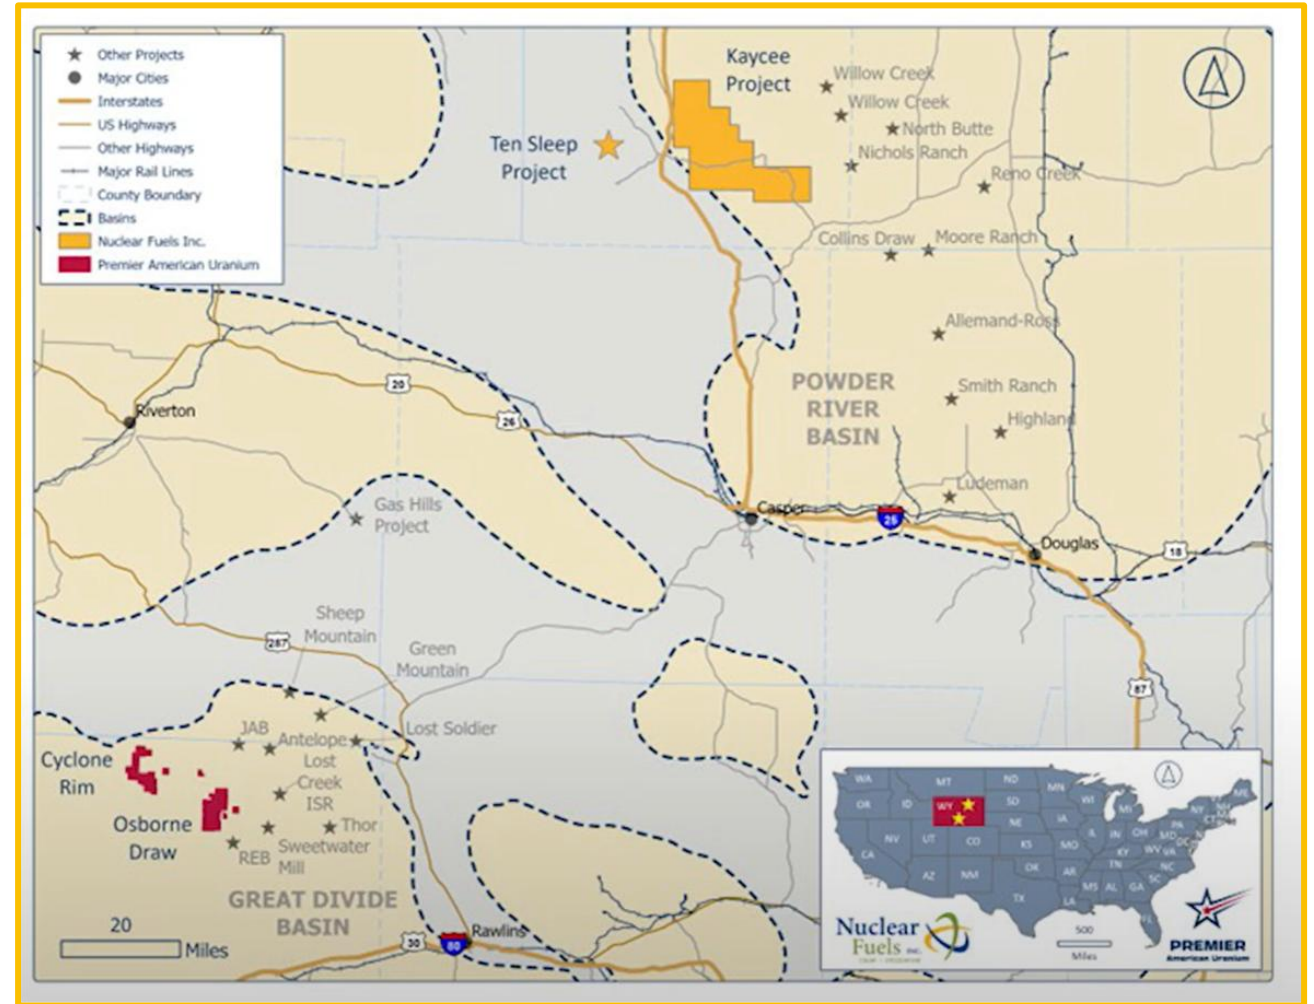 Other Projects
Major Cities
Interstates
US Highways
Other Highways
Major Rail Lines
County Boundary
Basins
Nuclear Fuels Inc.
Premier American Uranium
Kaycee
Project
Willow Creek
Willow Creek
North Butte
Nichols Ranch
Reno Creek
Ten Sleep
Project
Collins Draw
Moore Ranch
Allemand-Ross
POWDER
RIVER
BASIN
Smith Ranch
Highland
Ludeman
20
26
Riverton
Gas Hills
Project
Casper
25
Douglas
18
Sheep
Mountain
287
Green
Mountain
87
JAB
Antelope
Lost Soldier
Lost
Creek
ISR
Cyclone
Rim
Osborne
Draw
Thor
REB
Sweetwater
Mill
GREAT DIVIDE
BASIN
20
Miles
30
80
Rawlins
WA
MT
ND
MN
OR
ID
WY
SD
WI
MI
NY
ME
NH
CT
NV
UT
CO
NE
IA
IL
IN
OH
PA
MD
DC
CA
KS
MO
KY
WV
VA
AZ
NM
OK
AR
TN
NC
SC
TX
LA
MS
AL
GA
FL
500
Miles
Nuclear
Fuels INC.
PREMIER
American Uranium